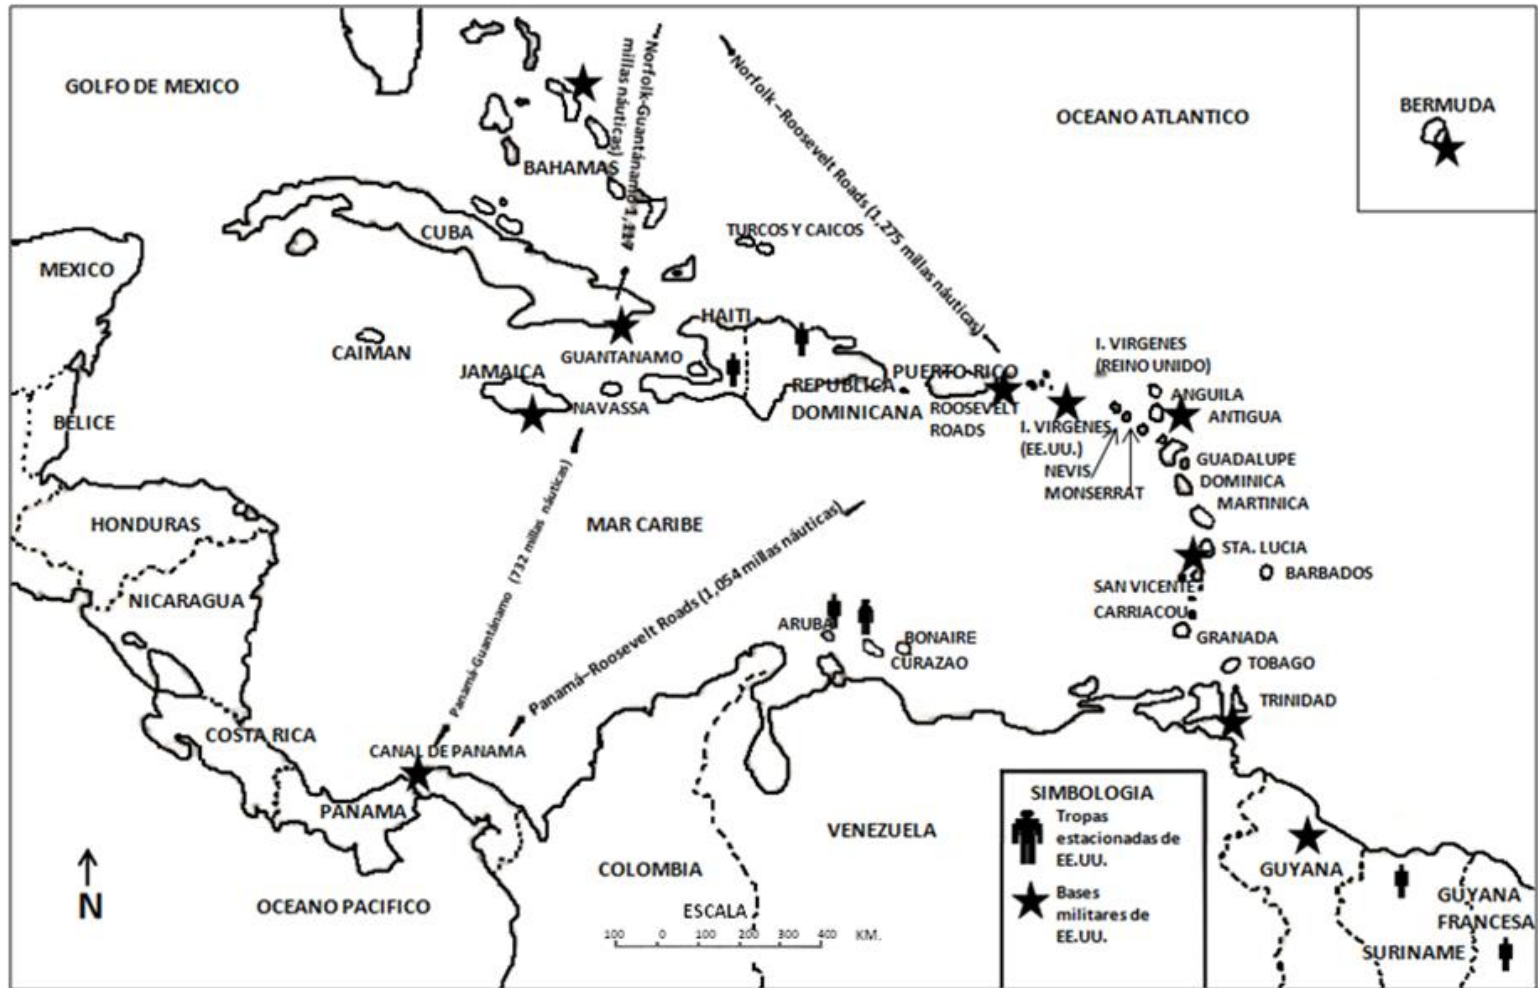 GOLFO DE MEXICO
Norfolk-Guantánamo
millas náuticas)
Norfolk –Roosevelt Roads (1,275 millas náuticas)
OCEANO ATLANTICO
BERMUDA
BAHAMAS
TURCOS Y CAICOS
CUBA
MEXICO
HAITI
CAIMAN
GUANTANAMO
JAMAICA
NAVASSA
REPUBLICA
DOMINICANA
PUERTO RICO
ROOSEVELT
ROADS
I. VIRGENES
(REINO UNIDO)
ANGUILA
ANTIGUA
I. VIRGENES
(EE.UU.)
NEVIS
MONSERRAT
GUADALUPE
DOMINICA
MARTINICA
BELICE
HONDURAS
MAR CARIBE
Panamá-Guantánamo (732 millas náuticas)
Panamá–Roosevelt Roads (1,054 millas náuticas)
STA. LUCIA
BARBADOS
SAN VICENTE
CARRIACOU
GRANADA
TOBAGO
TRINIDAD
NICARAGUA
ARUBA
BONAIRE
CURAZAO
COSTA RICA
CANAL DE PANAMA
PANAMA
VENEZUELA
COLOMBIA
OCEANO PACIFICO
N
ESCALA
100 0 100 200 300 400 KM.
SIMBOLOGIA
Tropas
estacionadas de
EE.UU.
Bases
militares de
EE.UU.
GUYANA
GUYANA
FRANCESA
SURINAME